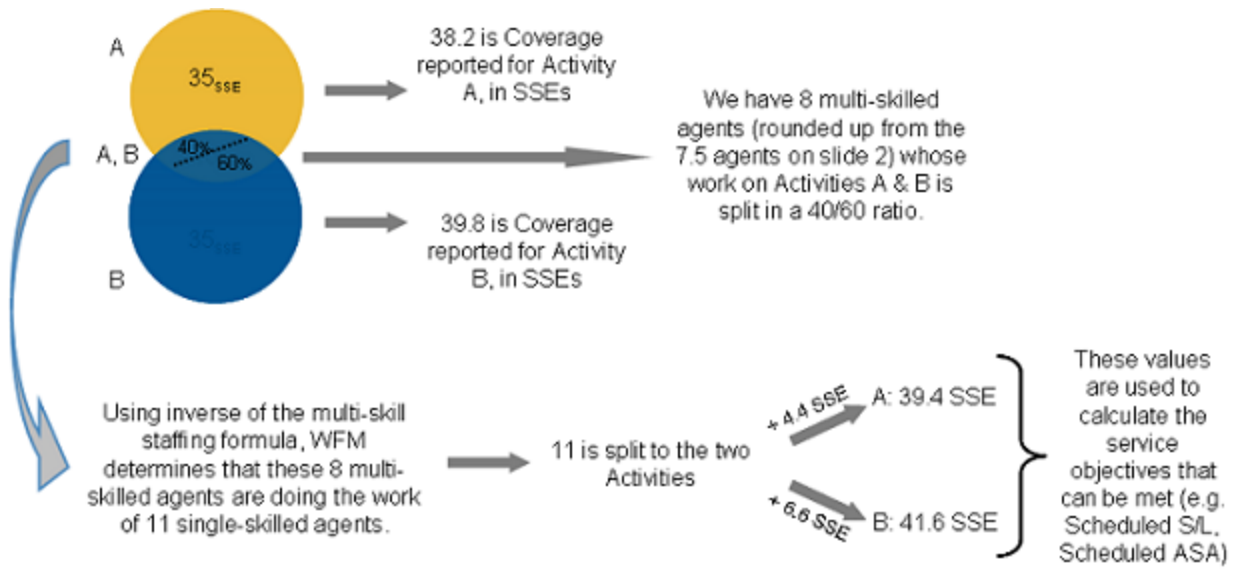 A
35SSE
40%
A, B
60%
35SSE
B
38.2 is Coverage
reported for Activity
A, in SSEs
39.8 is Coverage
reported for Activity
B, in SSEs
We have 8 multi-skilled
agents (rounded up from the
7.5 agents on slide 2) whose
work on Activities A & B is
split in a 40/60 ratio.
Using inverse of the multi-skill
staffing formula, WFM
determines that these 8 multi-
skilled agents are doing the work
of 11 single-skilled agents.
11 is split to the two
Activities
+ 4.4 SSE
A: 39.4 SSE
+ 6.6 SSE
B: 41.6 SSE
These values
are used to
calculate the
service
objectives that
can be met (e.g.
Scheduled S/L,
Scheduled ASA)